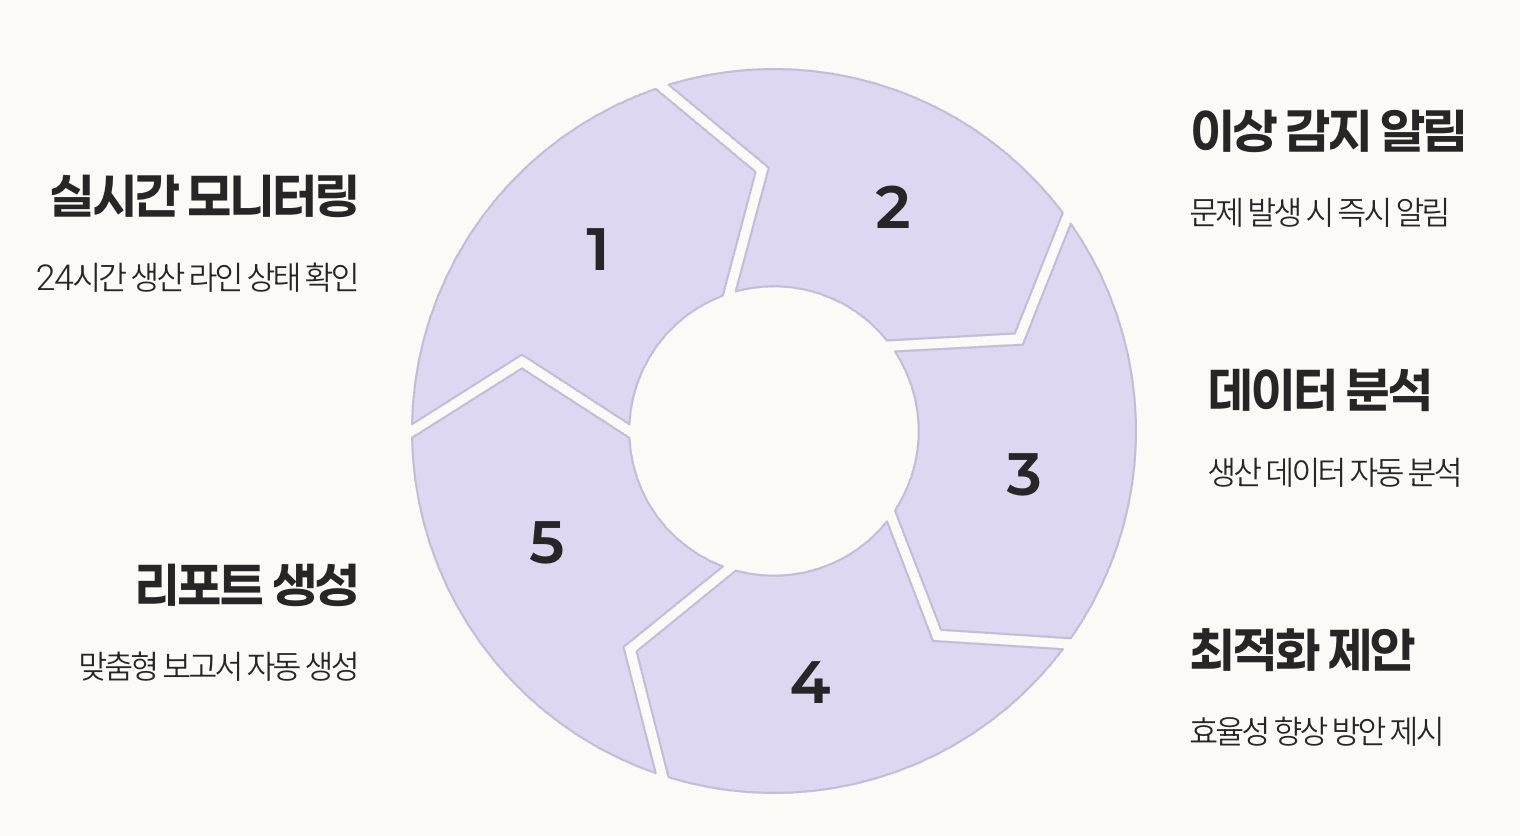 실시간 모니터링
24시간 생산 라인 상태 확인
1
이상 감지 알림
문제 발생 시 즉시 알림
2
데이터 분석
생산 데이터 자동 분석
3
최적화 제안
효율성 향상 방안 제시
4
리포트 생성
맞춤형 보고서 자동 생성
5